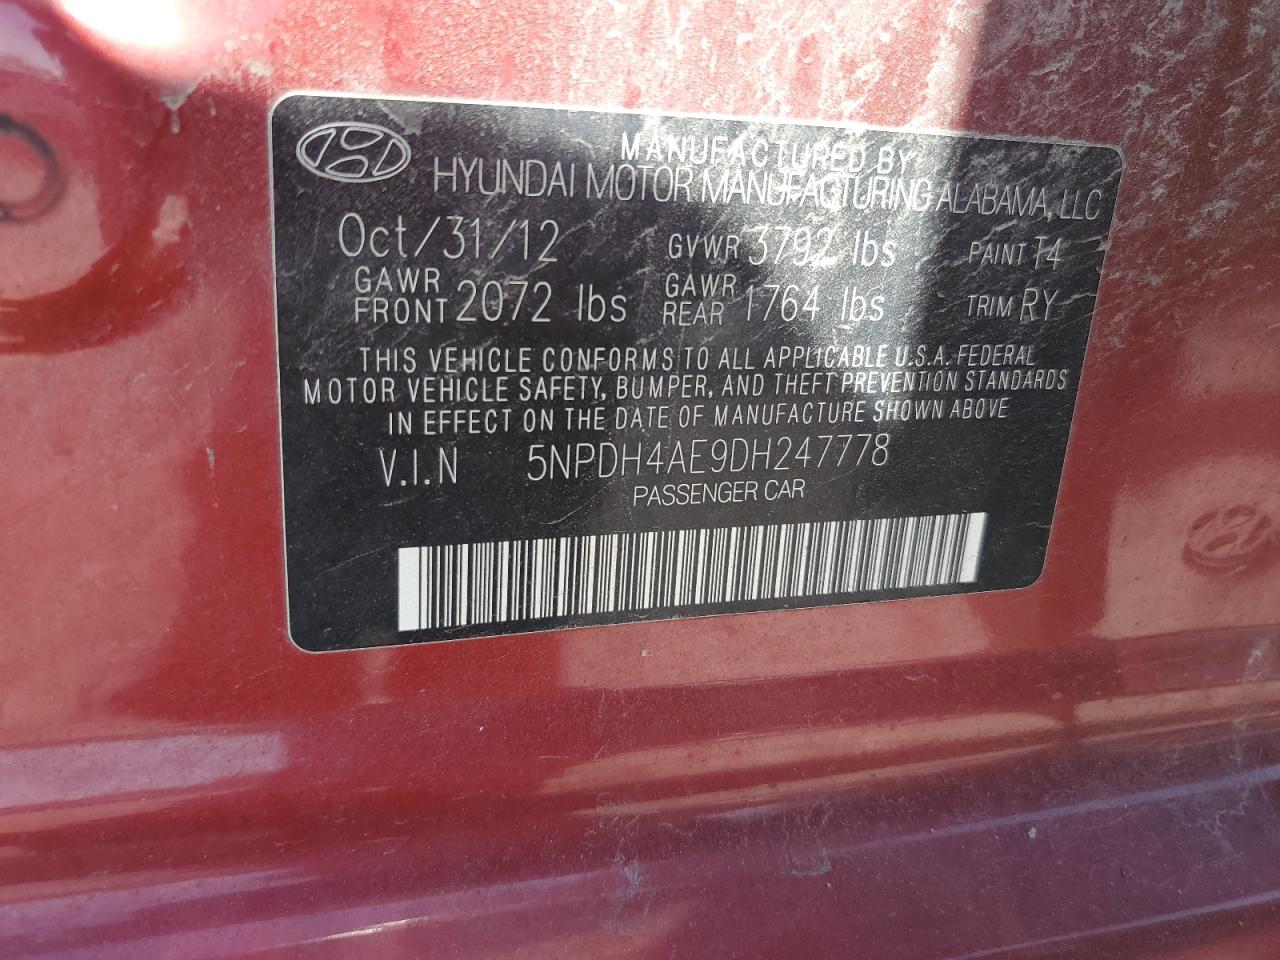 MANUFACTURED BY
HYUNDAI MOTOR MANUFACTURING ALABAMA, LLC
Oct/31/12 GVWR 3792 lbs PAINT T4
GAWR FRONT 2072 lbs GAWR REAR 1764 lbs TRIM RY
THIS VEHICLE CONFORMS TO ALL APPLICABLE U.S.A. FEDERAL
MOTOR VEHICLE SAFETY, BUMPER, AND THEFT PREVENTION STANDARDS
IN EFFECT ON THE DATE OF MANUFACTURE SHOWN ABOVE
V.I.N 5NPDH4AE9DH247778
PASSENGER CAR